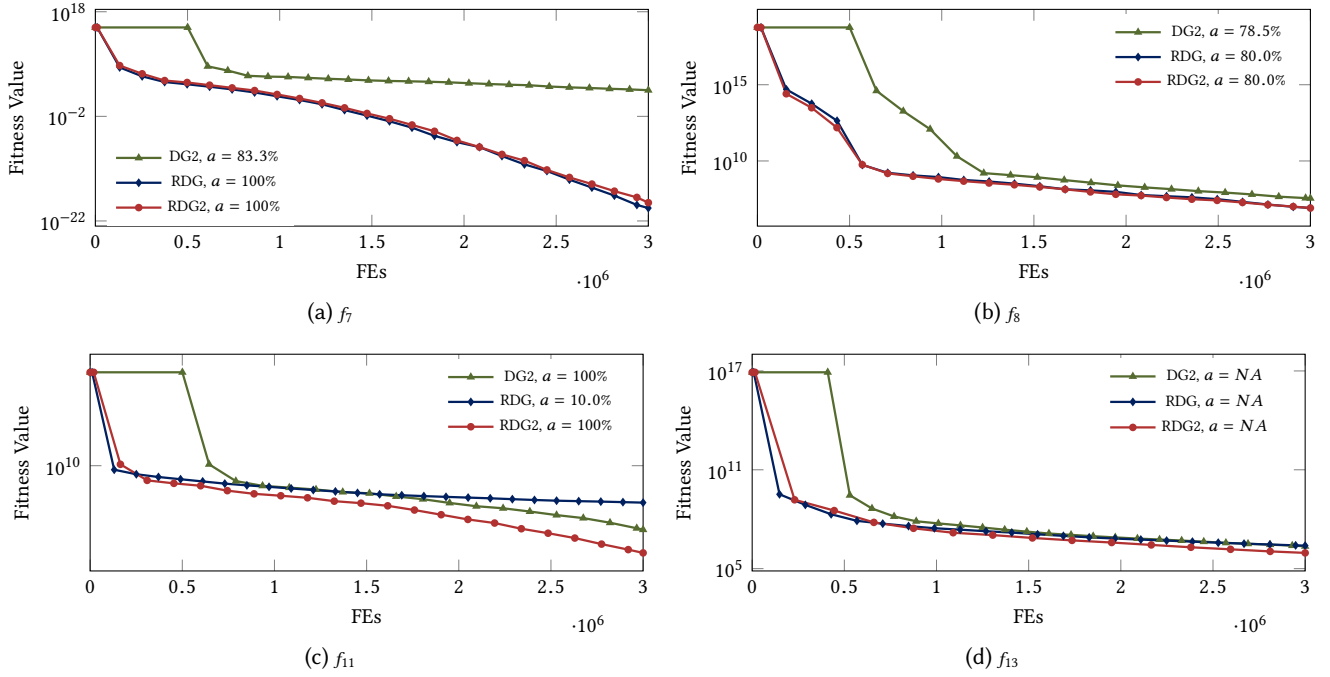 10^18
10^-2
10^-22
Fitness Value
DG2, a = 83.3%
RDG, a = 100%
RDG2, a = 100%
0 0.5 1 1.5 2 2.5 3
FEs
·10^6
(a) f_7
10^15
10^10
Fitness Value
DG2, a = 78.5%
RDG, a = 80.0%
RDG2, a = 80.0%
0 0.5 1 1.5 2 2.5 3
FEs
·10^6
(b) f_8
10^10
Fitness Value
DG2, a = 100%
RDG, a = 10.0%
RDG2, a = 100%
0 0.5 1 1.5 2 2.5 3
FEs
·10^6
(c) f_11
10^17
10^11
10^5
Fitness Value
DG2, a = NA
RDG, a = NA
RDG2, a = NA
0 0.5 1 1.5 2 2.5 3
FEs
·10^6
(d) f_13